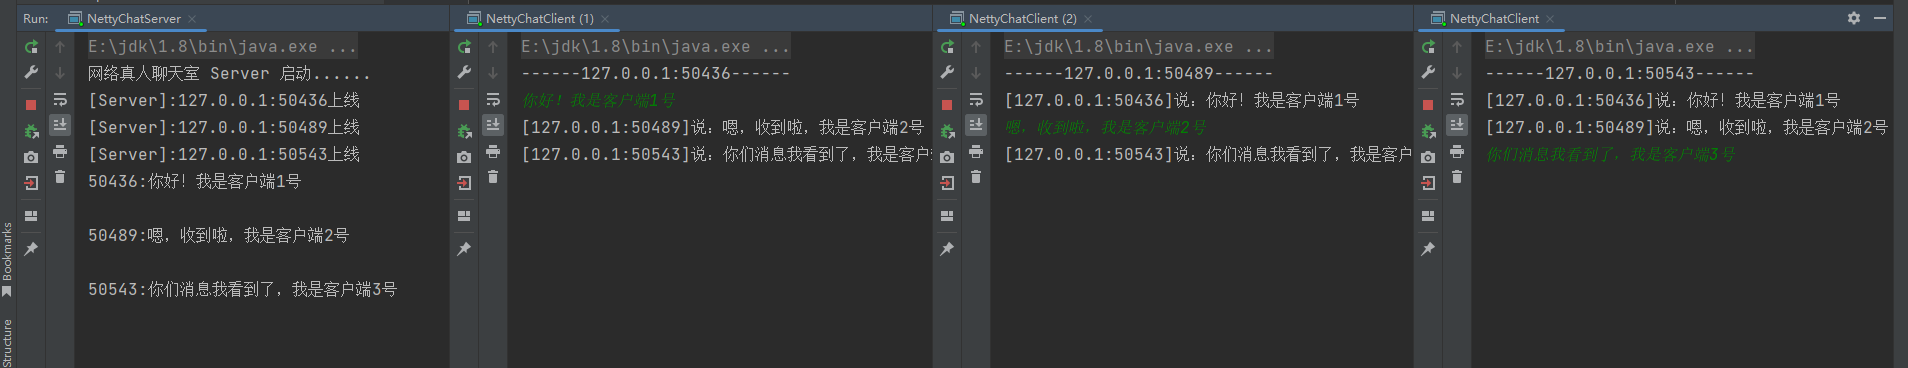 Run:
NettyChatServer
NettyChatClient (1)
NettyChatClient (2)
NettyChatClient
E:\jdk\1.8\bin\java.exe ...
网络真人聊天室 Server 启动......
[Server]:127.0.0.1:50436上线
[Server]:127.0.0.1:50489上线
[Server]:127.0.0.1:50543上线
50436:你好！我是客户端1号
50489:嗯，收到啦，我是客户端2号
50543:你们消息我看到了，我是客户端3号
E:\jdk\1.8\bin\java.exe ...
------127.0.0.1:50436------
你好！我是客户端1号
[127.0.0.1:50489]说：嗯，收到啦，我是客户端2号
[127.0.0.1:50543]说：你们消息我看到了，我是客户
E:\jdk\1.8\bin\java.exe ...
------127.0.0.1:50489------
[127.0.0.1:50436]说：你好！我是客户端1号
嗯，收到啦，我是客户端2号
[127.0.0.1:50543]说：你们消息我看到了，我是客户
E:\jdk\1.8\bin\java.exe ...
------127.0.0.1:50543------
[127.0.0.1:50436]说：你好！我是客户端1号
[127.0.0.1:50489]说：嗯，收到啦，我是客户端2号
你们消息我看到了，我是客户端3号
Bookmarks
Structure